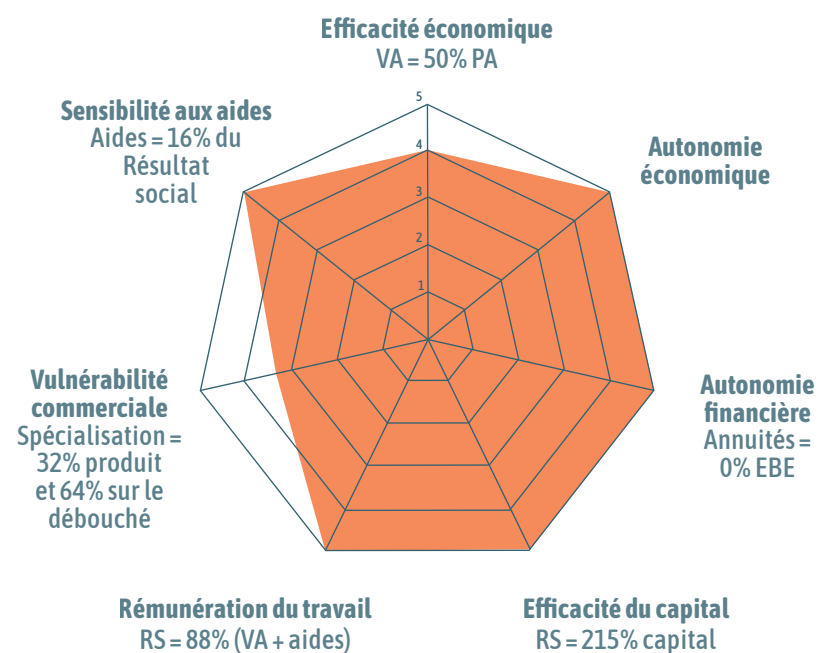 Efficacité économique
VA = 50% PA
Sensibilité aux aides
Aides = 16% du
Résultat
social
5
4
3
2
1
Autonomie
économique
Vulnérabilité
commerciale
Spécialisation =
32% produit
et 64% sur le
débouché
Autonomie
financière
Annuités =
0% EBE
Rémunération du travail
RS = 88% (VA + aides)
Efficacité du capital
RS = 215% capital